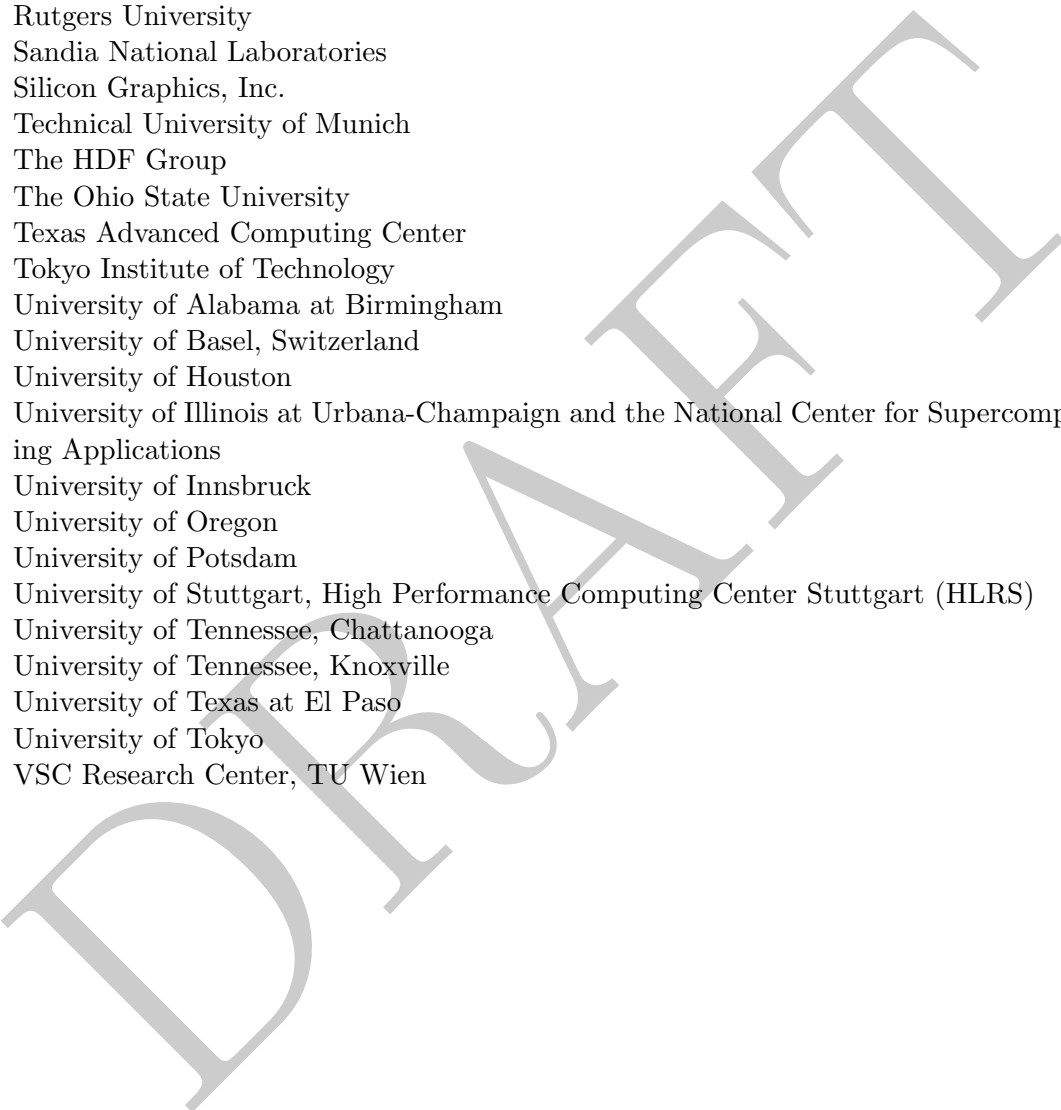 Rutgers University
Sandia National Laboratories
Silicon Graphics, Inc.
Technical University of Munich
The HDF Group
The Ohio State University
Texas Advanced Computing Center
Tokyo Institute of Technology
University of Alabama at Birmingham
University of Basel, Switzerland
University of Houston
University of Illinois at Urbana-Champaign and the National Center for Supercomp
ing Applications
University of Innsbruck
University of Oregon
University of Potsdam
University of Stuttgart, High Performance Computing Center Stuttgart (HLRS)
University of Tennessee, Chattanooga
University of Tennessee, Knoxville
University of Texas at El Paso
University of Tokyo
VSC Research Center, TU Wien
DRAFT